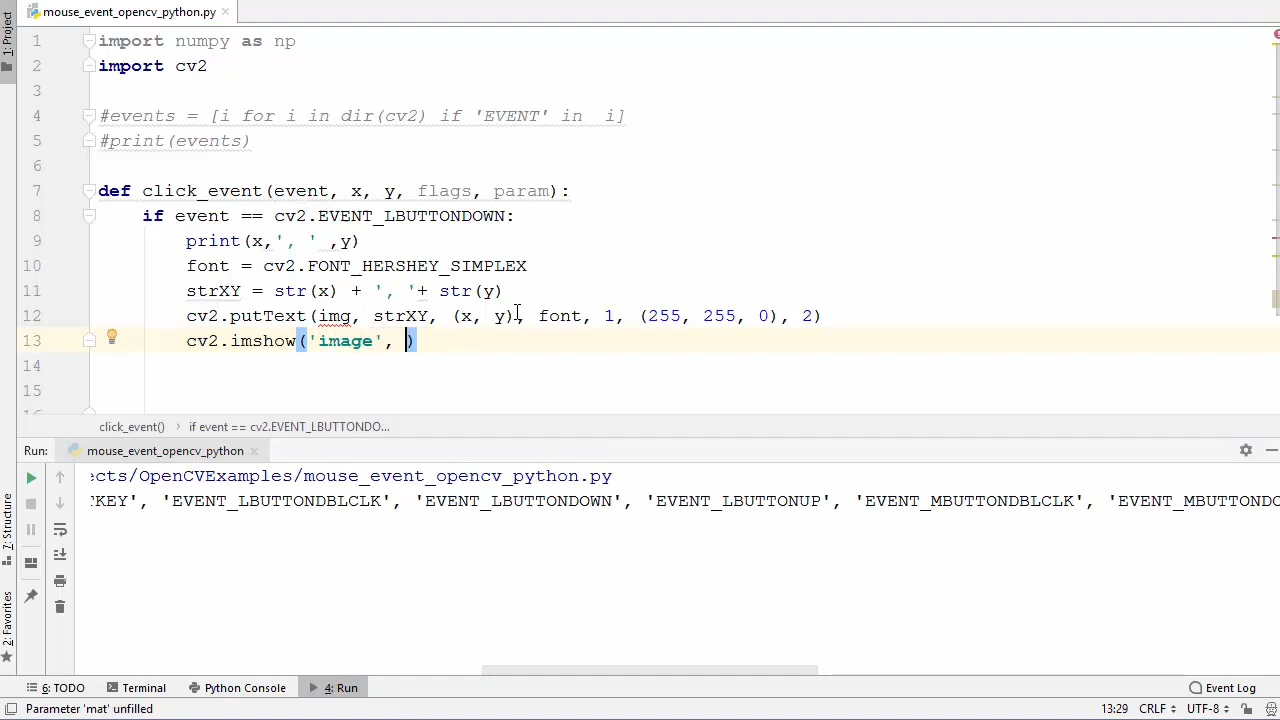 mouse_event_opencv_python.py
1: Project
1 import numpy as np
2 import cv2
3
4 #events = [i for i in dir(cv2) if 'EVENT' in  i]
5 #print(events)
6
7 def click_event(event, x, y, flags, param):
8 if event == cv2.EVENT_LBUTTONDOWN:
9 print(x,', ' ,y)
10 font = cv2.FONT_HERSHEY_SIMPLEX
11 strXY = str(x) + ', '+ str(y)
12 cv2.putText(img, strXY, (x, y), font, 1, (255, 255, 0), 2)
13 cv2.imshow('image', )
14
15
click_event() › if event == cv2.EVENT_LBUTTONDO...
Run: mouse_event_opencv_python
ects/OpenCVExamples/mouse_event_opencv_python.py
KEY', 'EVENT_LBUTTONDBLCLK', 'EVENT_LBUTTONDOWN', 'EVENT_LBUTTONUP', 'EVENT_MBUTTONDBLCLK', 'EVENT_MBUTTONDO
7: Structure
2: Favorites
6: TODO Terminal Python Console 4: Run Event Log
Parameter 'mat' unfilled 13:29 CRLF UTF-8